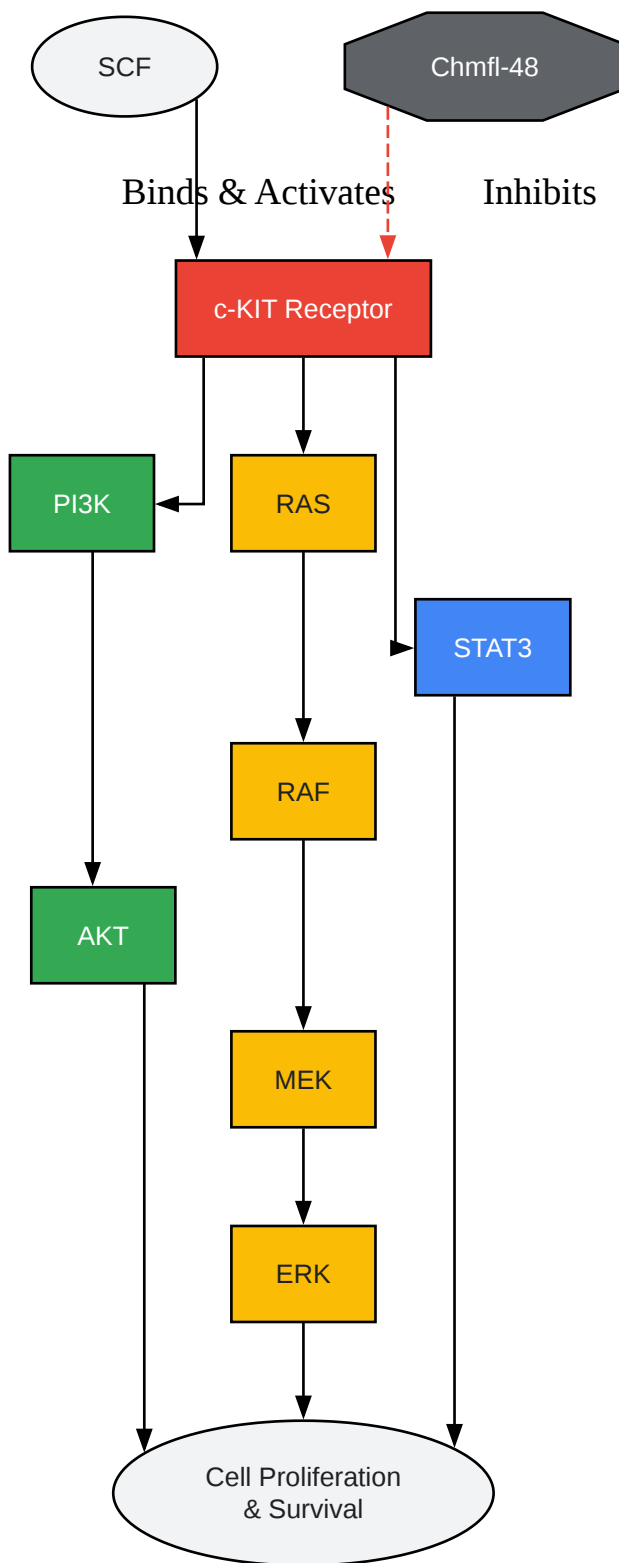 SCF
Chmfl-48
Binds & Activates
Inhibits
c-KIT Receptor
PI3K
RAS
STAT3
RAF
AKT
MEK
ERK
Cell Proliferation
& Survival